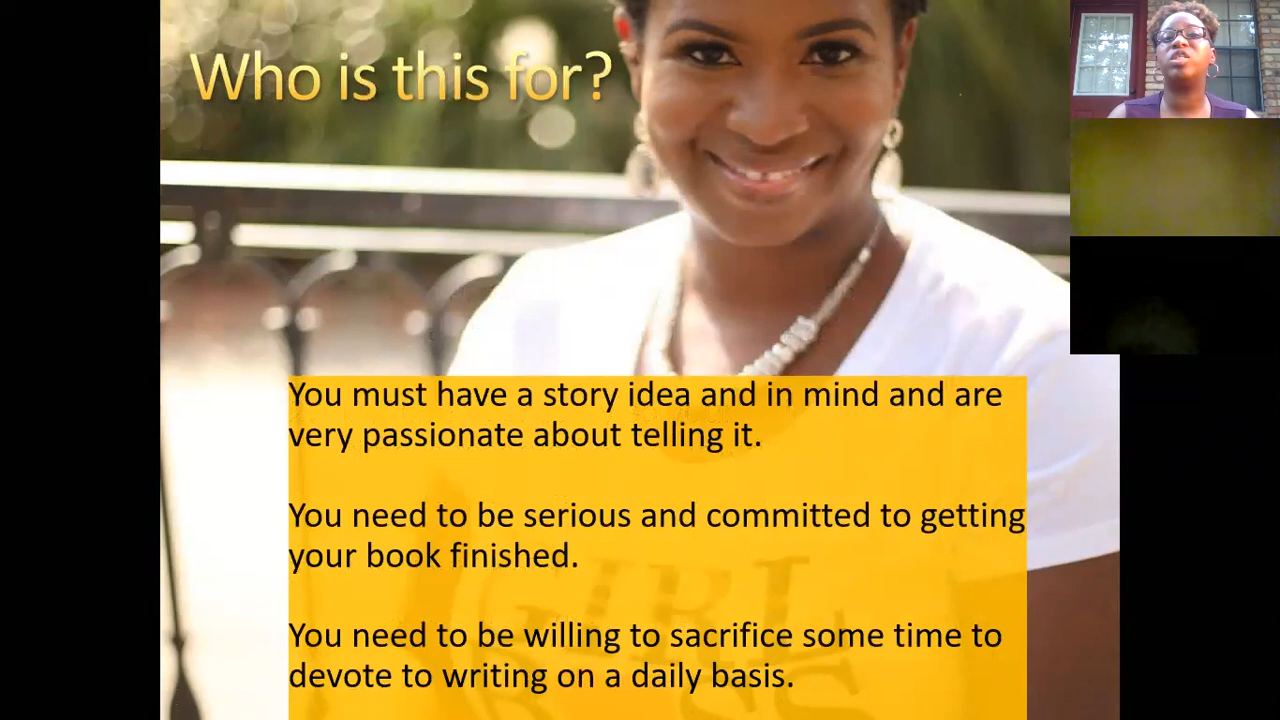 Who is this for?
You must have a story idea and in mind and are
very passionate about telling it.
You need to be serious and committed to getting
your book finished.
You need to be willing to sacrifice some time to
devote to writing on a daily basis.
GIRL